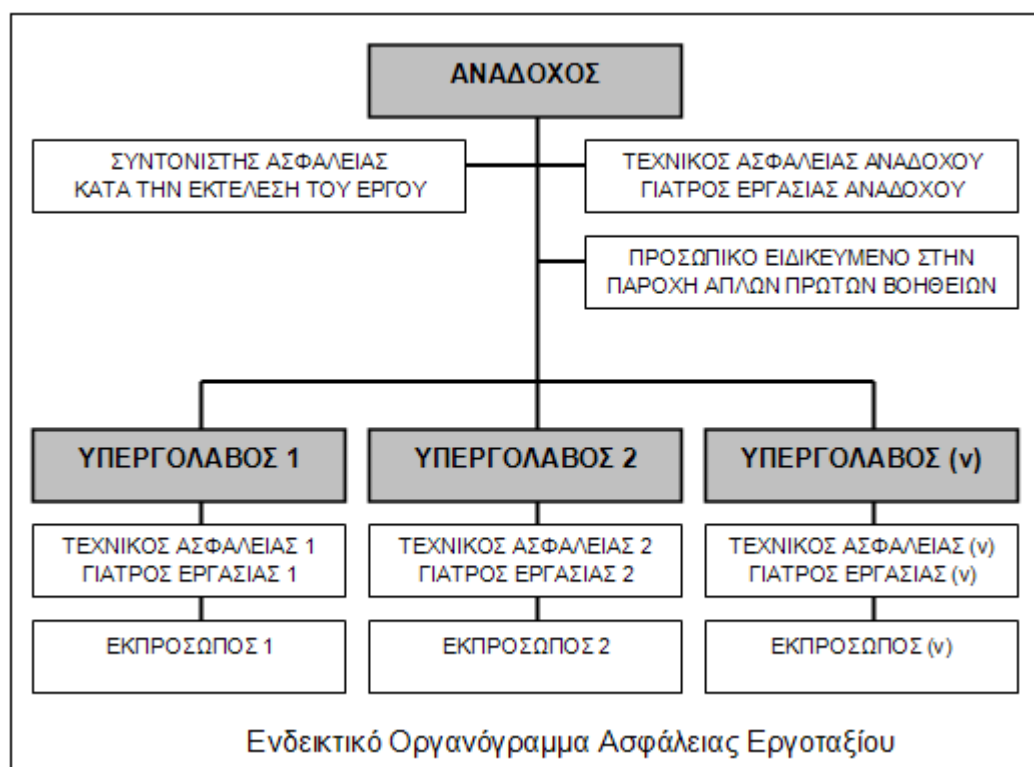 ΑΝΑΔΟΧΟΣ
ΣΥΝΤΟΝΙΣΤΗΣ ΑΣΦΑΛΕΙΑΣ
ΚΑΤΑ ΤΗΝ ΕΚΤΕΛΕΣΗ ΤΟΥ ΕΡΓΟΥ
ΤΕΧΝΙΚΟΣ ΑΣΦΑΛΕΙΑΣ ΑΝΑΔΟΧΟΥ
ΓΙΑΤΡΟΣ ΕΡΓΑΣΙΑΣ ΑΝΑΔΟΧΟΥ
ΠΡΟΣΩΠΙΚΟ ΕΙΔΙΚΕΥΜΕΝΟ ΣΤΗΝ
ΠΑΡΟΧΗ ΑΠΛΩΝ ΠΡΩΤΩΝ ΒΟΗΘΕΙΩΝ
ΥΠΕΡΓΟΛΑΒΟΣ 1
ΤΕΧΝΙΚΟΣ ΑΣΦΑΛΕΙΑΣ 1
ΓΙΑΤΡΟΣ ΕΡΓΑΣΙΑΣ 1
ΕΚΠΡΟΣΩΠΟΣ 1
ΥΠΕΡΓΟΛΑΒΟΣ 2
ΤΕΧΝΙΚΟΣ ΑΣΦΑΛΕΙΑΣ 2
ΓΙΑΤΡΟΣ ΕΡΓΑΣΙΑΣ 2
ΕΚΠΡΟΣΩΠΟΣ 2
ΥΠΕΡΓΟΛΑΒΟΣ (ν)
ΤΕΧΝΙΚΟΣ ΑΣΦΑΛΕΙΑΣ (ν)
ΓΙΑΤΡΟΣ ΕΡΓΑΣΙΑΣ (ν)
ΕΚΠΡΟΣΩΠΟΣ (ν)
Ενδεικτικό Οργανόγραμμα Ασφάλειας Εργοταξίου